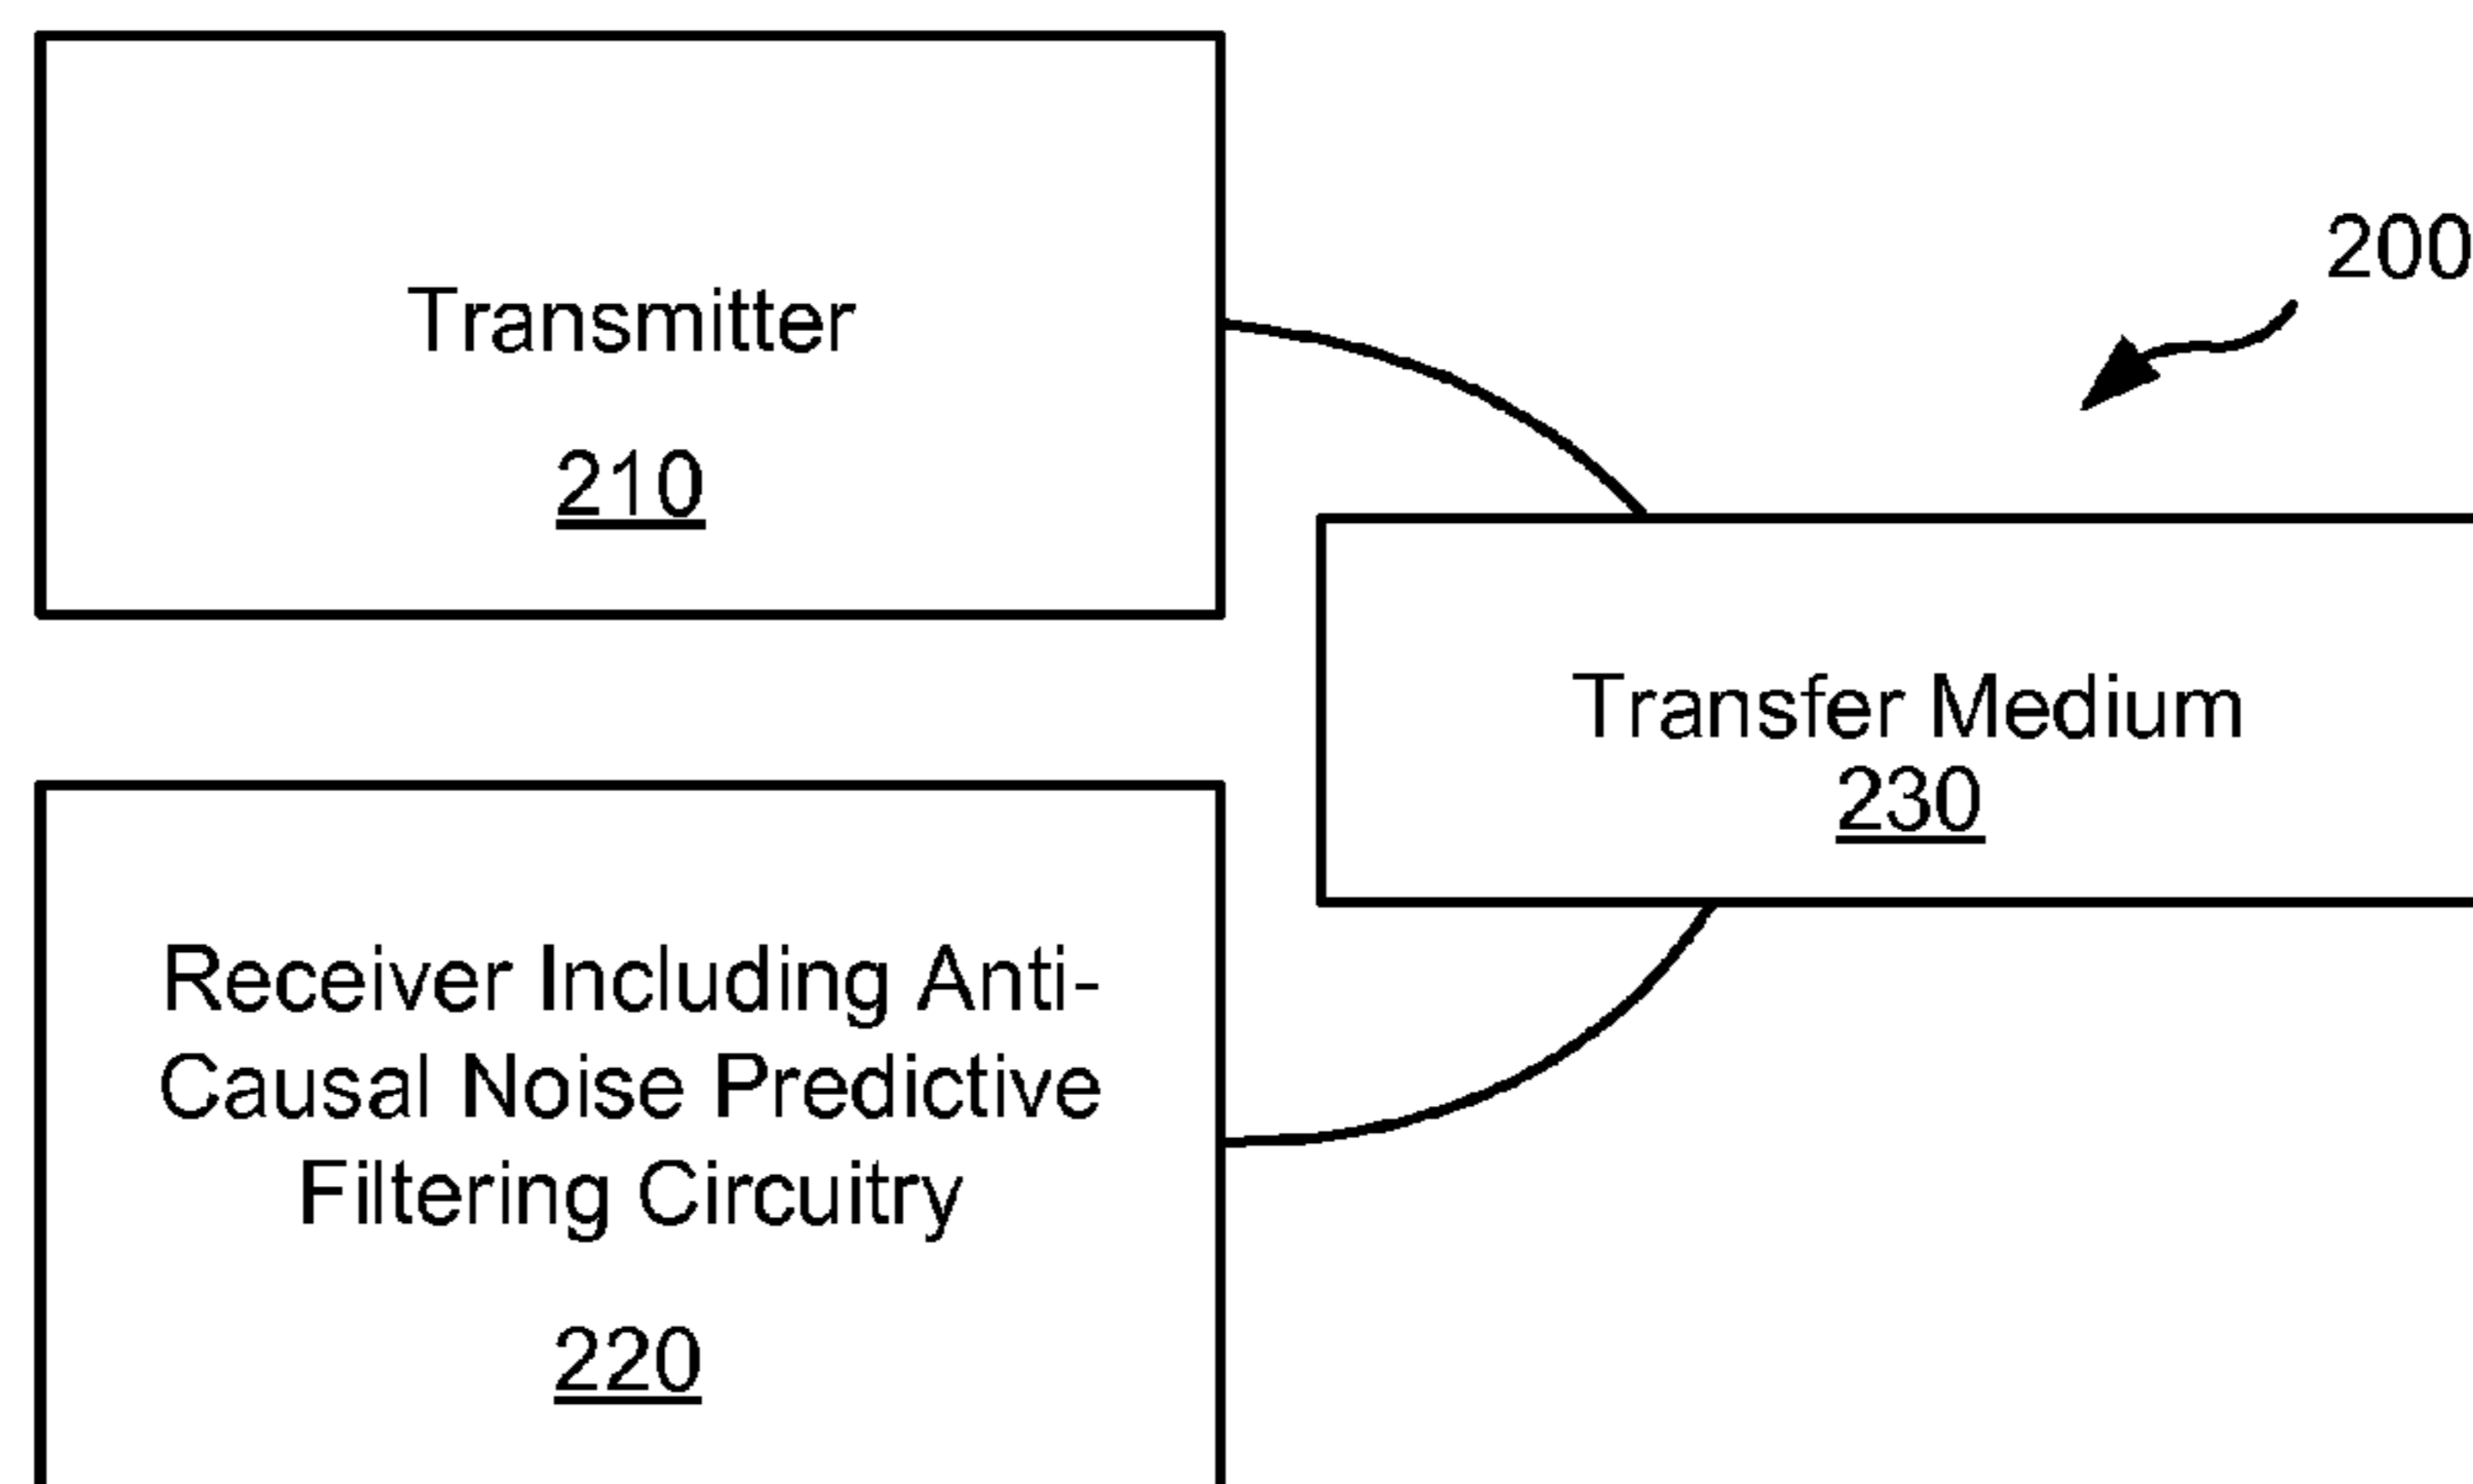 Transmitter
210
200
Transfer Medium
230
Receiver Including Anti-
Causal Noise Predictive
Filtering Circuitry
220